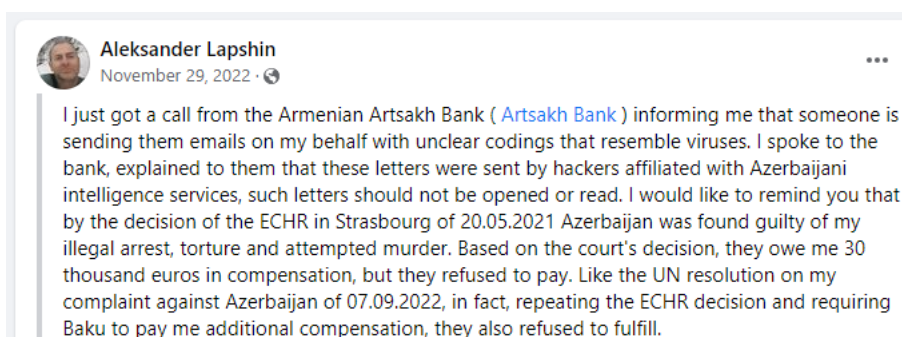 Aleksander Lapshin
November 29, 2022 ·
I just got a call from the Armenian Artsakh Bank ( Artsakh Bank ) informing me that someone is
sending them emails on my behalf with unclear codings that resemble viruses. I spoke to the
bank, explained to them that these letters were sent by hackers affiliated with Azerbaijani
intelligence services, such letters should not be opened or read. I would like to remind you that
by the decision of the ECHR in Strasbourg of 20.05.2021 Azerbaijan was found guilty of my
illegal arrest, torture and attempted murder. Based on the court's decision, they owe me 30
thousand euros in compensation, but they refused to pay. Like the UN resolution on my
complaint against Azerbaijan of 07.09.2022, in fact, repeating the ECHR decision and requiring
Baku to pay me additional compensation, they also refused to fulfill.